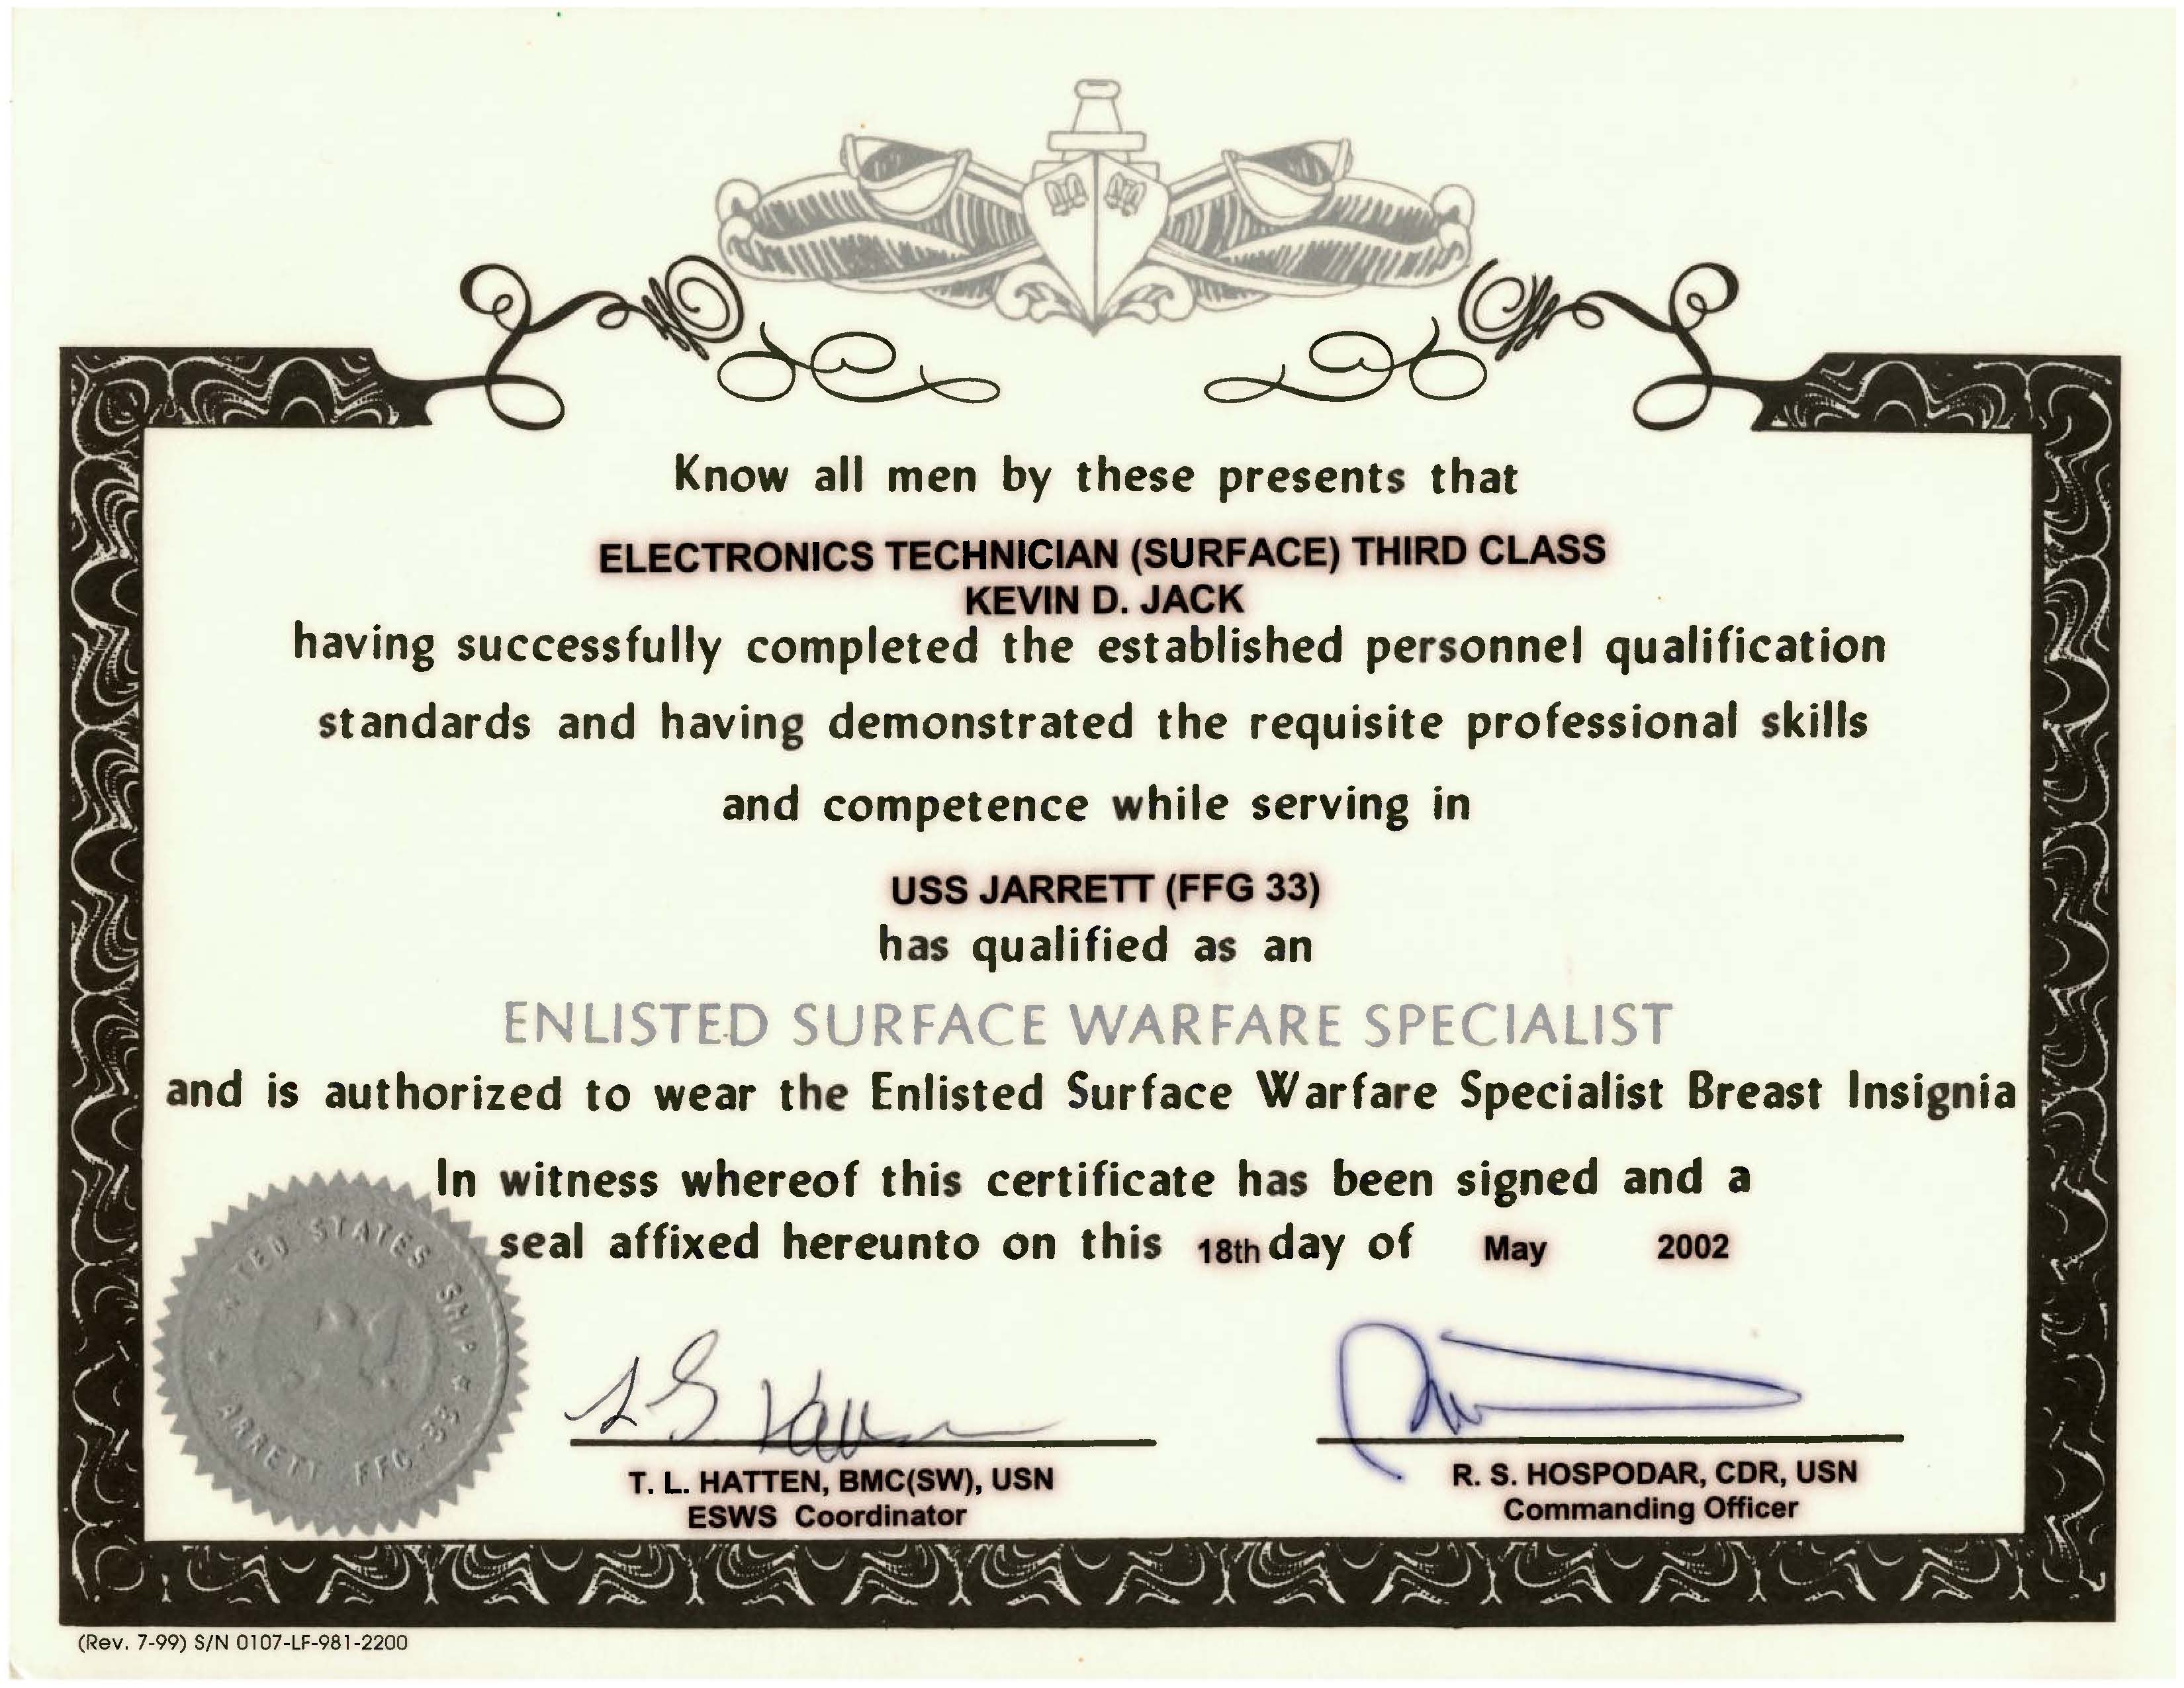 Know all men by these presents that
ELECTRONICS TECHNICIAN (SURFACE) THIRD CLASS
KEVIN D. JACK
having successfully completed the established personnel qualification
standards and having demonstrated the requisite professional skills
and competence while serving in
USS JARRETT (FFG 33)
has qualified as an
ENLISTED SURFACE WARFARE SPECIALIST
and is authorized to wear the Enlisted Surface Warfare Specialist Breast Insignia
In witness whereof this certificate has been signed and a
seal affixed hereunto on this 18th day of May 2002
STATES SHIP
FFG-33
T. L. HATTEN, BMC(SW), USN
ESWS Coordinator
R. S. HOSPODAR, CDR, USN
Commanding Officer
(Rev. 7-99) S/N 0107-LF-981-2200